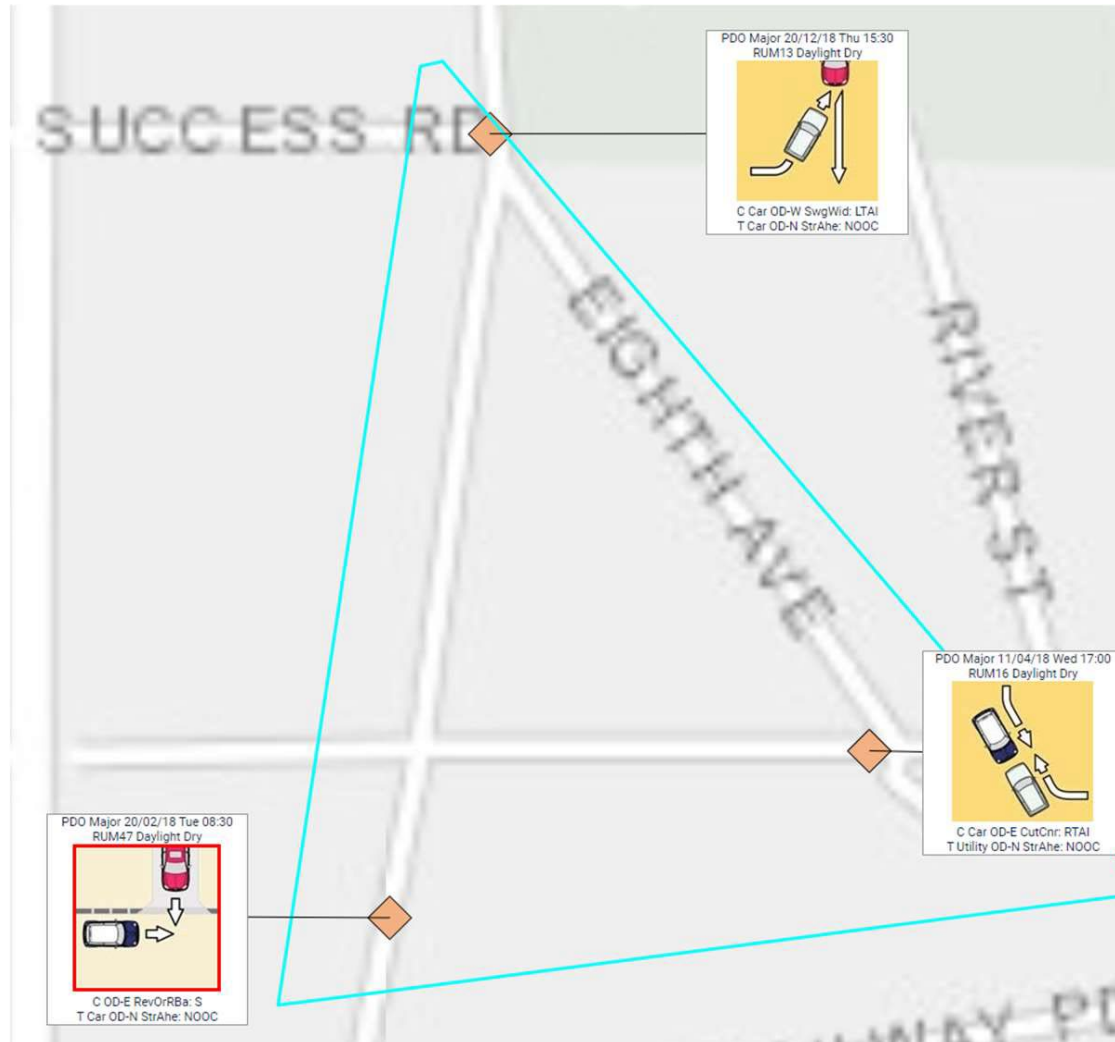 PDO Major 20/12/18 Thu 15:30
RUM13 Daylight Dry
C Car OD-W SwgWid: LTAI
T Car OD-N StrAhe: NOOC
SUCCESS RD
EIGHTH AVE
RIVER ST
PDO Major 11/04/18 Wed 17:00
RUM16 Daylight Dry
C Car OD-E CutCnr: RTAI
T Utility OD-N StrAhe: NOOC
PDO Major 20/02/18 Tue 08:30
RUM47 Daylight Dry
C OD-E RevOrRBa: S
T Car OD-N StrAhe: NOOC